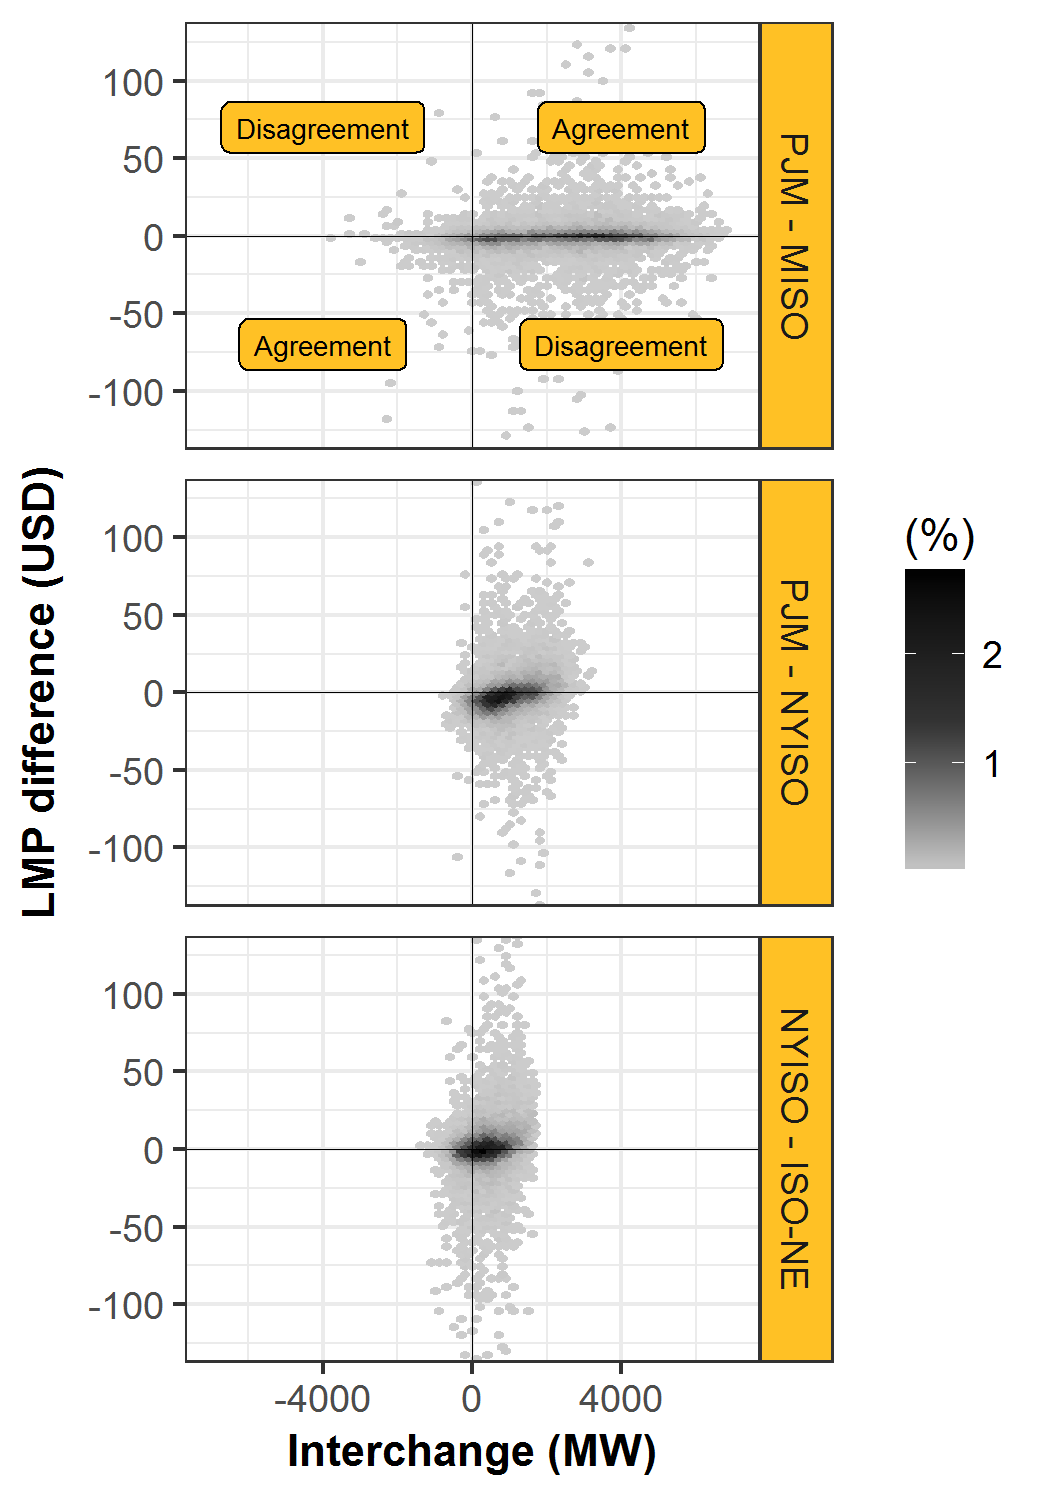 100
50
0
-50
-100
Disagreement
Agreement
Agreement
Disagreement
PJM - MISO
100
50
0
-50
-100
PJM - NYISO
100
50
0
-50
-100
NYISO - ISO-NE
-4000
0
4000
Interchange (MW)
LMP difference (USD)
(%)
2
1